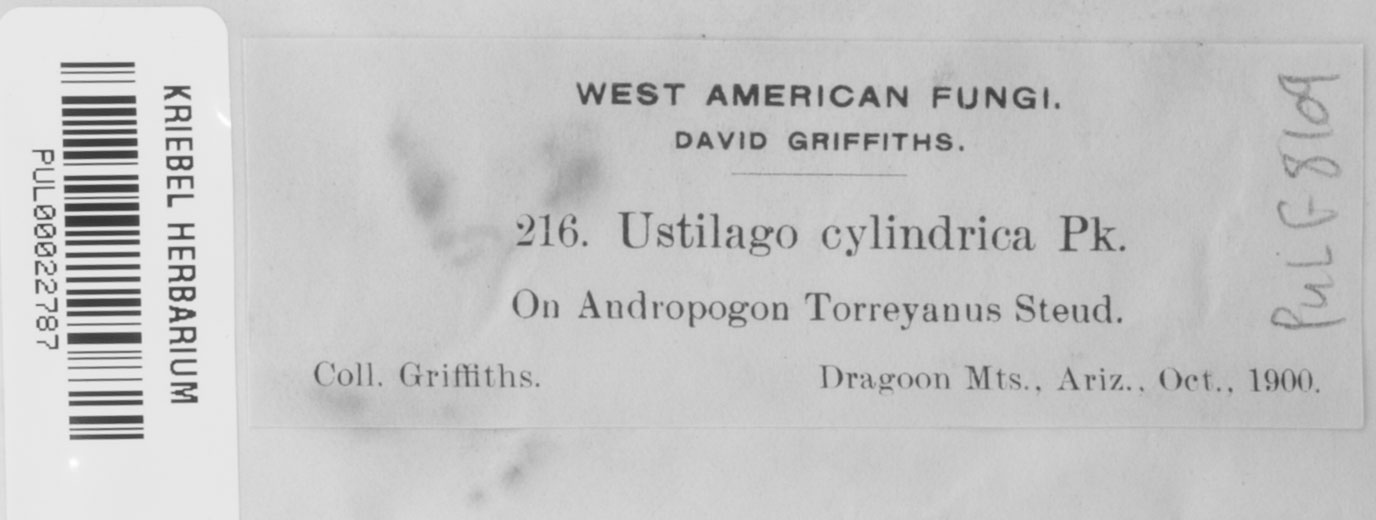 KRIEBEL HERBARIUM
PUL00022787
WEST AMERICAN FUNGI.
DAVID GRIFFITHS.
216. Ustilago cylindrica Pk.
On Andropogon Torreyanus Steud.
Coll. Griffiths.
Dragoon Mts., Ariz., Oct., 1900.
PUL F8109